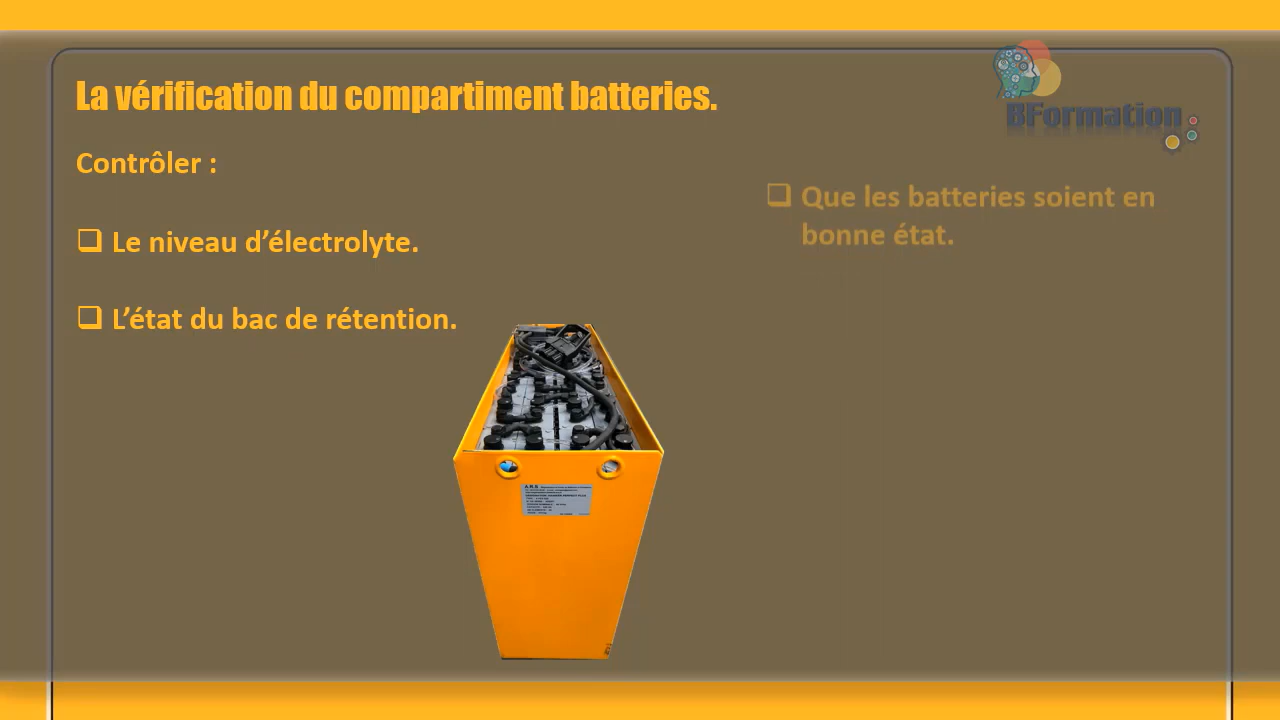 La vérification du compartiment batteries.
BFormation
Contrôler :
❑ Le niveau d’électrolyte.
❑ L’état du bac de rétention.
❑ Que les batteries soient en
bonne état.